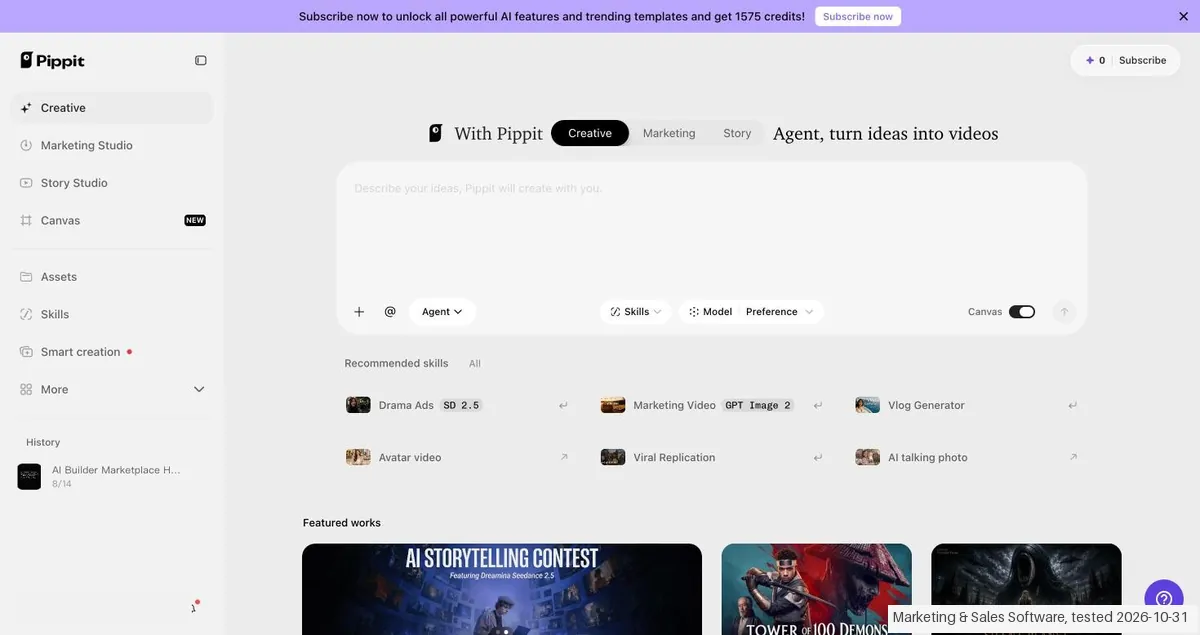 Subscribe now to unlock all powerful AI features and trending templates and get 1575 credits! Subscribe now
Pippit
0 Subscribe
Creative
Marketing Studio
Story Studio
Canvas NEW
Assets
Skills
Smart creation
More
History
AI Builder Marketplace H...
8/14
With Pippit Creative Marketing Story Agent, turn ideas into videos
Describe your ideas, Pippit will create with you.
@ Agent Skills Model Preference Canvas
Recommended skills All
Drama Ads SD 2.5 Marketing Video GPT Image 2 Vlog Generator
Avatar video Viral Replication AI talking photo
Featured works
AI STORYTELLING CONTEST
Featuring Dreamina Seedance 2.5
TOWER OF 100 DEMONS
Marketing & Sales Software, tested 2026-10-31